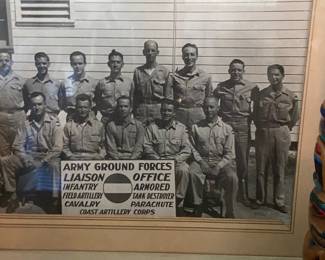 ARMY GROUND FORCES
LIAISON OFFICE
INFANTRY ARMORED
FIELD ARTILLERY TANK DESTROYER
CAVALRY PARACHUTE
COAST ARTILLERY CORPS